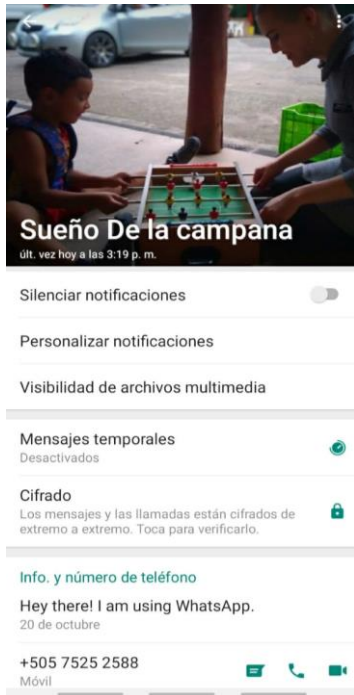 Sueño De la campana
últ. vez hoy a las 3:19 p. m.
Silenciar notificaciones
Personalizar notificaciones
Visibilidad de archivos multimedia
Mensajes temporales
Desactivados
Cifrado
Los mensajes y las llamadas están cifrados de
extremo a extremo. Toca para verificarlo.
Info. y número de teléfono
Hey there! I am using WhatsApp.
20 de octubre
+505 7525 2588
Móvil